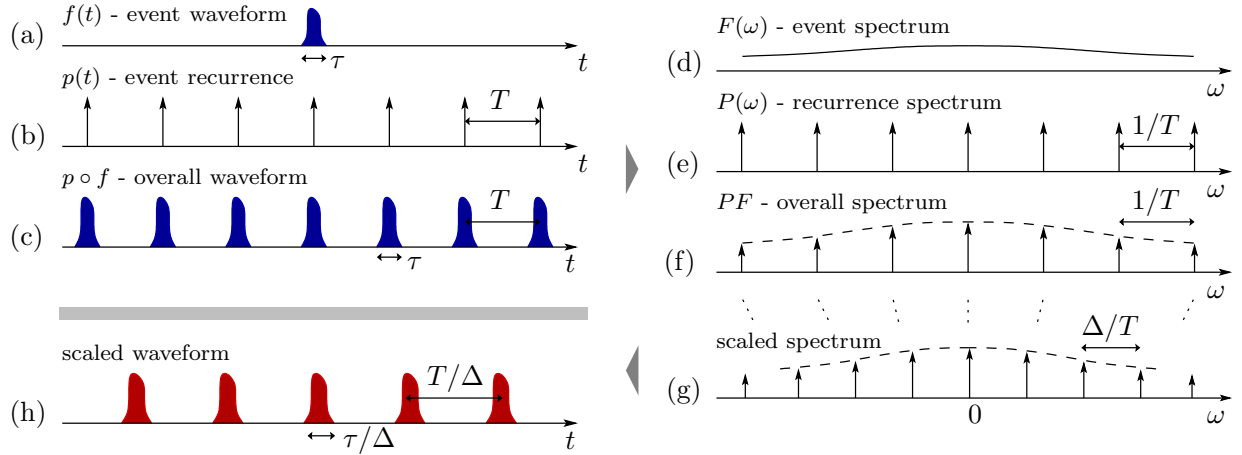 f(t) - event waveform
(a)
τ
t
p(t) - event recurrence
T
(b)
t
p ∘ f - overall waveform
T
(c)
τ
t
scaled waveform
T/Δ
(h)
τ/Δ
t
F(ω) - event spectrum
(d)
ω
P(ω) - recurrence spectrum
1/T
(e)
ω
PF - overall spectrum
1/T
(f)
ω
scaled spectrum
Δ/T
(g)
0
ω